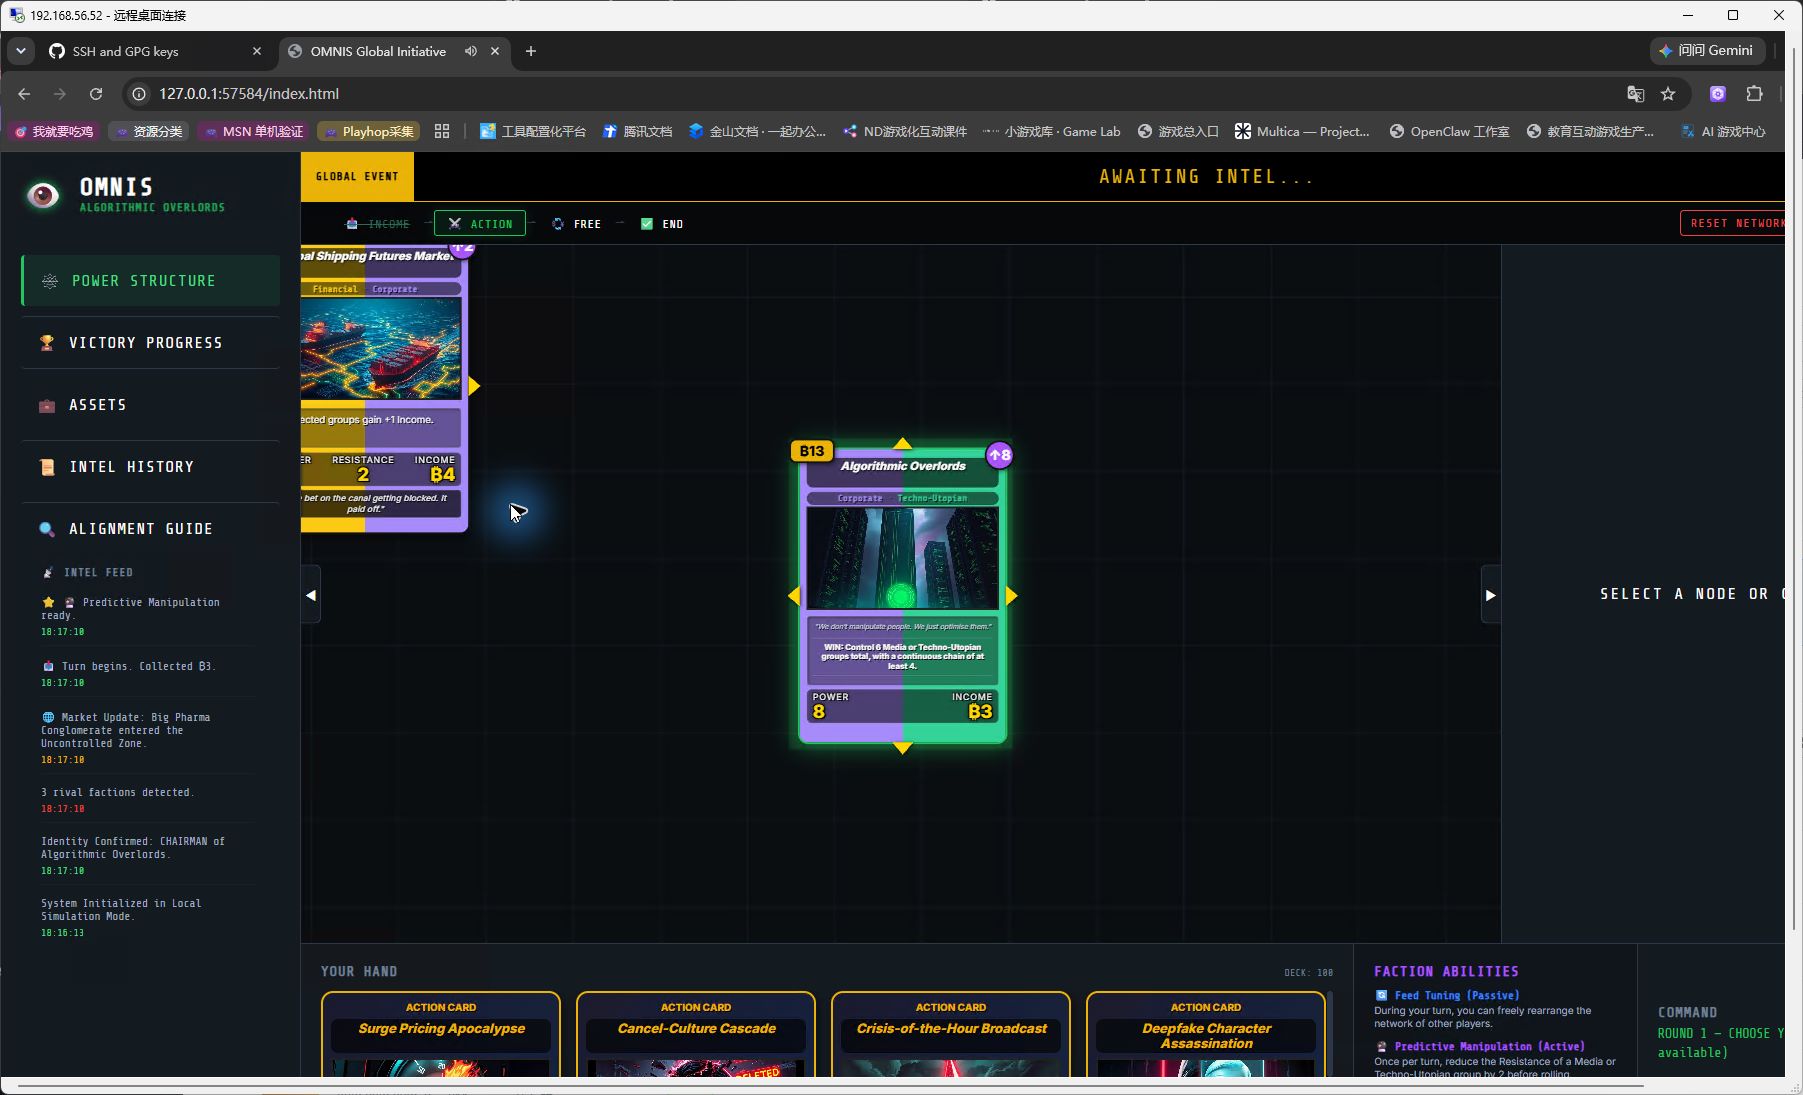 192.168.56.52 - 远程桌面连接
SSH and GPG keys
OMNIS Global Initiative
问问 Gemini
127.0.0.1:57584/index.html
我就要吃鸡
资源分类
MSN 单机验证
Playhop采集
工具配置化平台
腾讯文档
金山文档 · 一起办公...
ND游戏化互动课件
小游戏库 · Game Lab
游戏总入口
Multica — Project...
OpenClaw 工作室
教育互动游戏生产...
AI 游戏中心
OMNIS
ALGORITHMIC OVERLORDS
GLOBAL EVENT
AWAITING INTEL...
INCOME
ACTION
FREE
END
RESET NETWORK
POWER STRUCTURE
VICTORY PROGRESS
ASSETS
INTEL HISTORY
ALIGNMENT GUIDE
INTEL FEED
Predictive Manipulation
ready.
18:17:10
Turn begins. Collected ₿3.
18:17:10
Market Update: Big Pharma
Conglomerate entered the
Uncontrolled Zone.
18:17:10
3 rival factions detected.
18:17:10
Identity Confirmed: CHAIRMAN of
Algorithmic Overlords.
18:17:10
System Initialized in Local
Simulation Mode.
18:16:13
↑2
Shipping Futures Market
Financial
Corporate
groups gain +1 Income.
RESISTANCE
INCOME
2
₿4
bet on the canal getting blocked. It
paid off."
₿13
↑8
Algorithmic Overlords
Corporate
Techno-Utopian
"We don't manipulate people. We just optimise them."
WIN: Control 6 Media or Techno-Utopian
groups total, with a continuous chain of at
least 4.
POWER
INCOME
8
₿3
SELECT A NODE OR
YOUR HAND
DECK: 100
ACTION CARD
Surge Pricing Apocalypse
ACTION CARD
Cancel-Culture Cascade
DELETED
ACTION CARD
Crisis-of-the-Hour Broadcast
ACTION CARD
Deepfake Character
Assassination
FACTION ABILITIES
Feed Tuning (Passive)
During your turn, you can freely rearrange the
network of other players.
Predictive Manipulation (Active)
Once per turn, reduce the Resistance of a Media or
Techno-Utopian group by 2 before rolling.
COMMAND
ROUND 1 — CHOOSE Y
available)